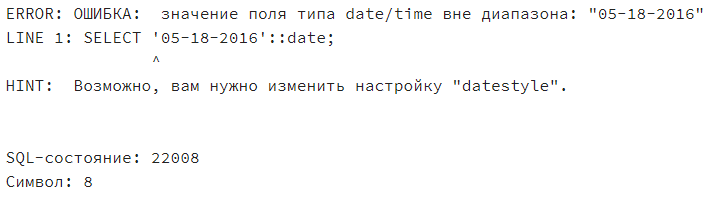 ERROR: ОШИБКА:  значение поля типа date/time вне диапазона: "05-18-2016"
LINE 1: SELECT '05-18-2016'::date;
               ^
HINT:  Возможно, вам нужно изменить настройку "datestyle".
SQL-состояние: 22008
Символ: 8